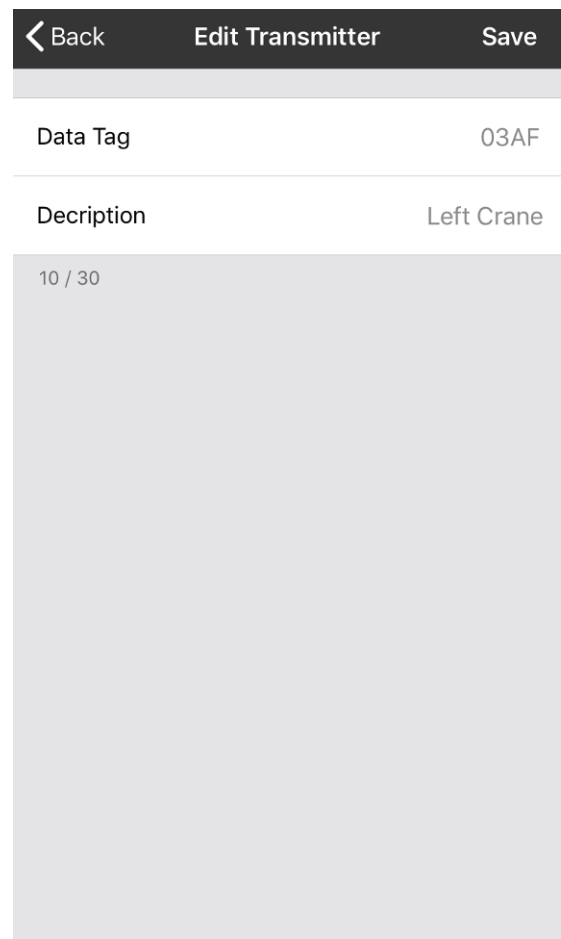 Back Edit Transmitter Save
Data Tag 03AF
Decription Left Crane
10 / 30